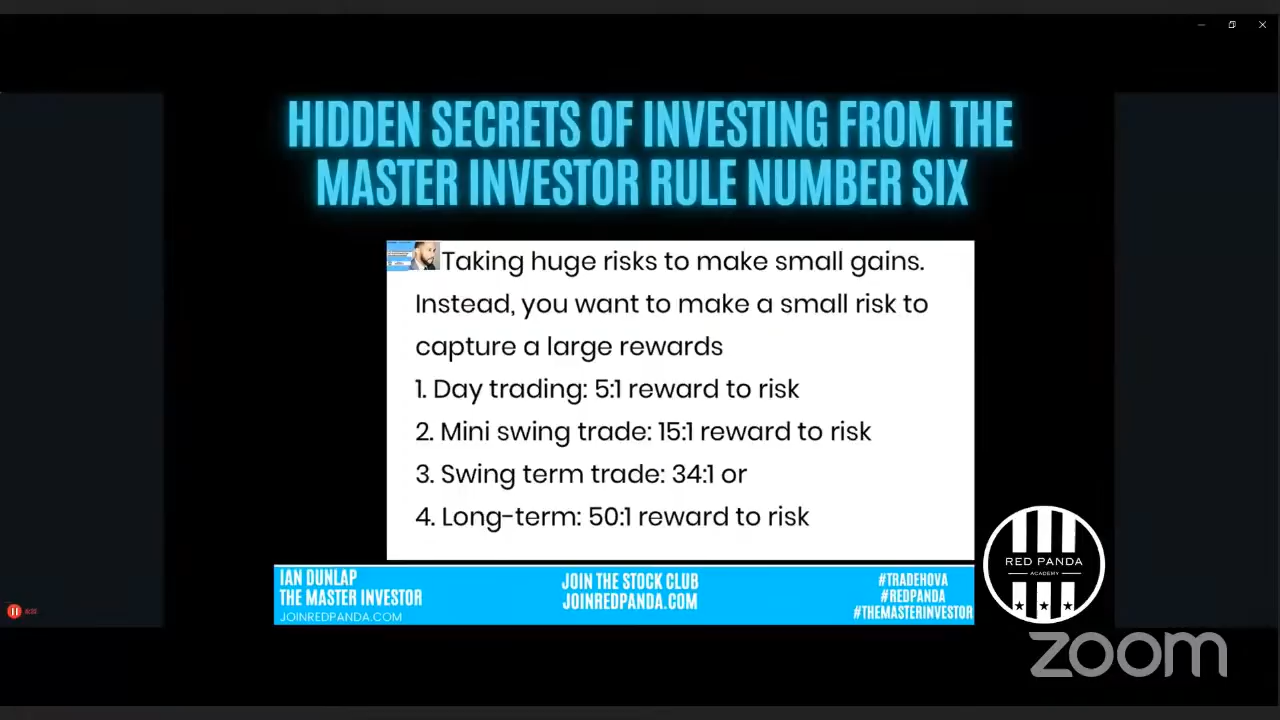 HIDDEN SECRETS OF INVESTING FROM THE
MASTER INVESTOR RULE NUMBER SIX
Taking huge risks to make small gains.
Instead, you want to make a small risk to
capture a large rewards
1. Day trading: 5:1 reward to risk
2. Mini swing trade: 15:1 reward to risk
3. Swing term trade: 34:1 or
4. Long-term: 50:1 reward to risk
IAN DUNLAP
THE MASTER INVESTOR
JOINREDPANDA.COM
JOIN THE STOCK CLUB
JOINREDPANDA.COM
#TRADEHOVA
#REDPANDA
#THEMASTERINVESTOR
RED PANDA
ACADEMY
zoom